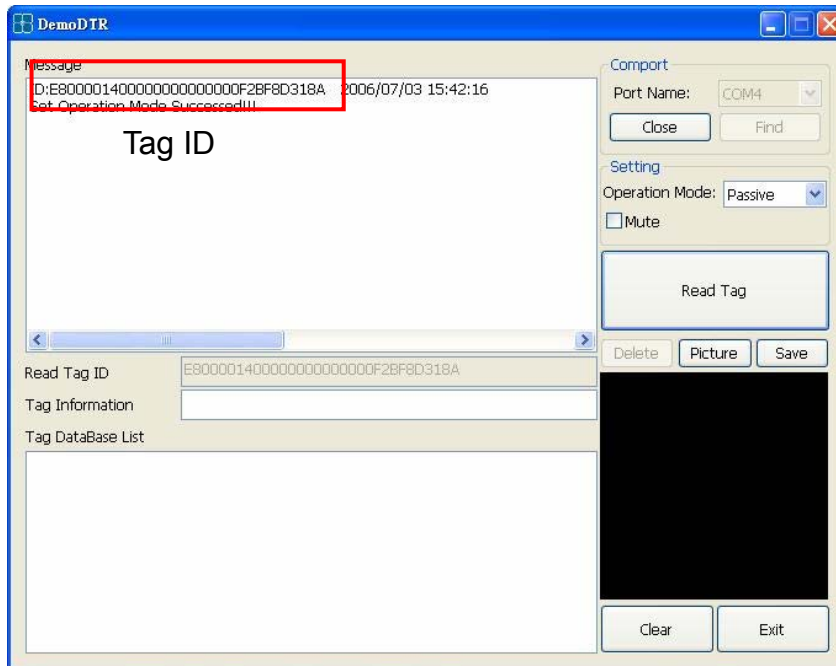 DemoDTR
Message
ID:E800001400000000000000F2BF8D318A 2006/07/03 15:42:16
Set Operation Mode Successed!!!
Tag ID
Comport
Port Name: COM4
Close Find
Setting
Operation Mode: Passive
Mute
Read Tag
Delete Picture Save
Read Tag ID E800001400000000000000F2BF8D318A
Tag Information
Tag DataBase List
Clear Exit